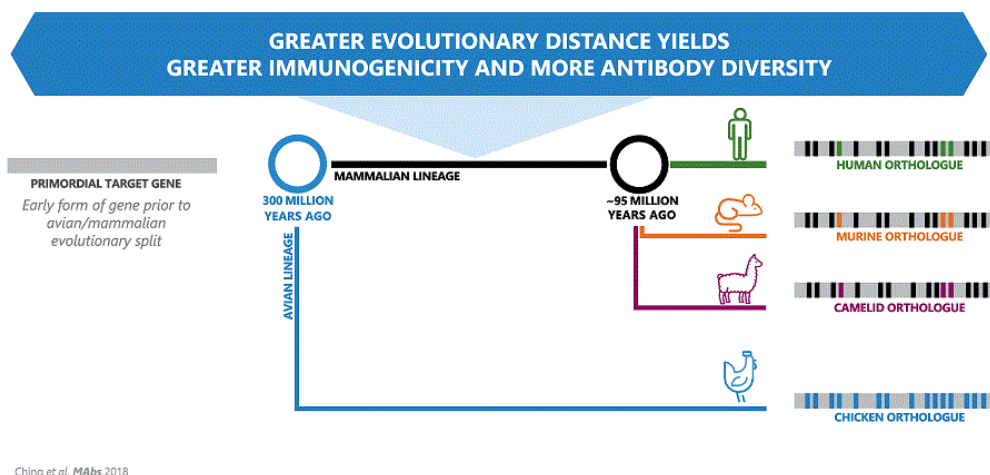 GREATER EVOLUTIONARY DISTANCE YIELDS
GREATER IMMUNOGENICITY AND MORE ANTIBODY DIVERSITY
PRIMORDIAL TARGET GENE
Early form of gene prior to
avian/mammalian
evolutionary split
300 MILLION
YEARS AGO
MAMMALIAN LINEAGE
~95 MILLION
YEARS AGO
AVIAN LINEAGE
HUMAN ORTHOLOGUE
MURINE ORTHOLOGUE
CAMELID ORTHOLOGUE
CHICKEN ORTHOLOGUE
Ching et al. MAbs 2018